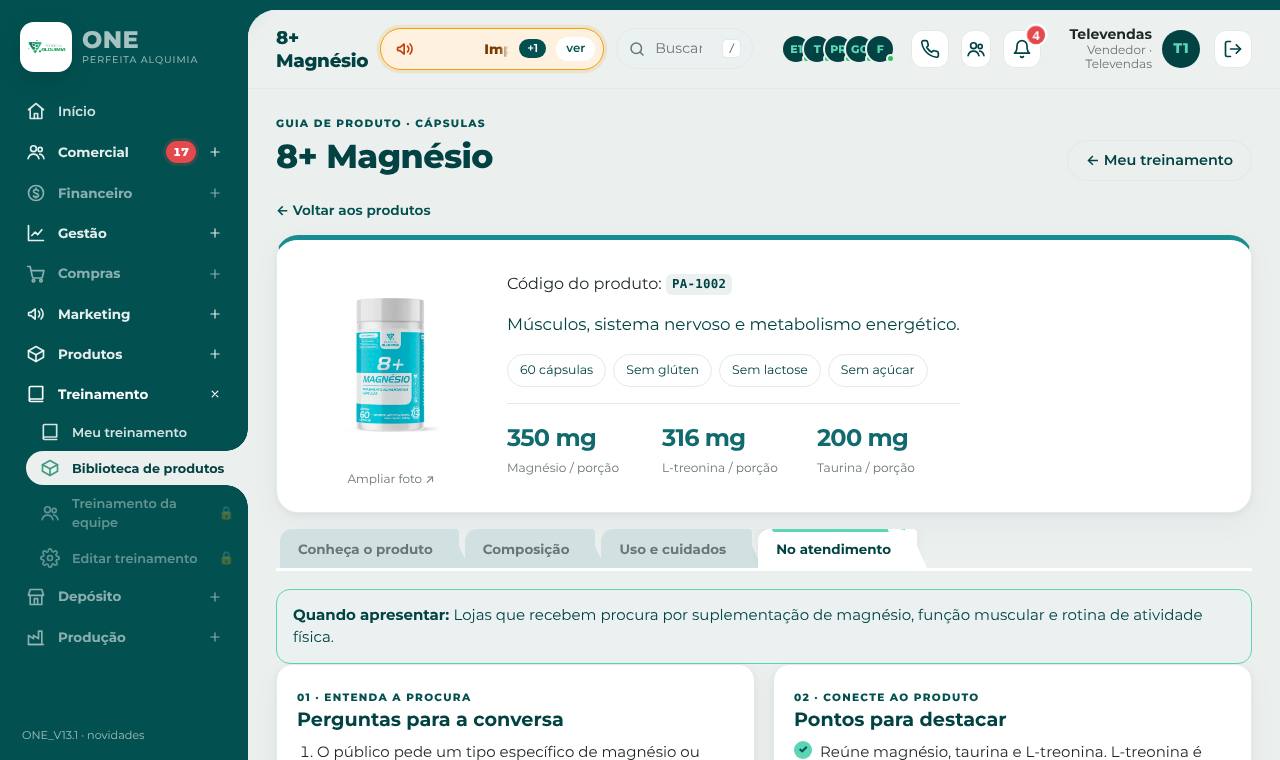 ONE
PERFEITA ALQUIMIA
Início
Comercial 17 +
Financeiro +
Gestão +
Compras +
Marketing +
Produtos +
Treinamento ×
Meu treinamento
Biblioteca de produtos
Treinamento da
equipe
Editar treinamento
Depósito +
Produção +
ONE_V13.1 · novidades
8+
Magnésio
+1 ver
Buscar /
T F
4
Televendas
Vendedor ·
Televendas
T1
GUIA DE PRODUTO · CÁPSULAS
8+ Magnésio
← Meu treinamento
← Voltar aos produtos
8+
MAGNÉSIO
60
Ampliar foto ↗
Código do produto: PA-1002
Músculos, sistema nervoso e metabolismo energético.
60 cápsulas Sem glúten Sem lactose Sem açúcar
350 mg 316 mg 200 mg
Magnésio / porção L-treonina / porção Taurina / porção
Conheça o produto Composição Uso e cuidados No atendimento
Quando apresentar: Lojas que recebem procura por suplementação de magnésio, função muscular e rotina de atividade
física.
01 · ENTENDA A PROCURA
Perguntas para a conversa
1. O público pede um tipo específico de magnésio ou
02 · CONECTE AO PRODUTO
Pontos para destacar
Reúne magnésio, taurina e L-treonina. L-treonina é